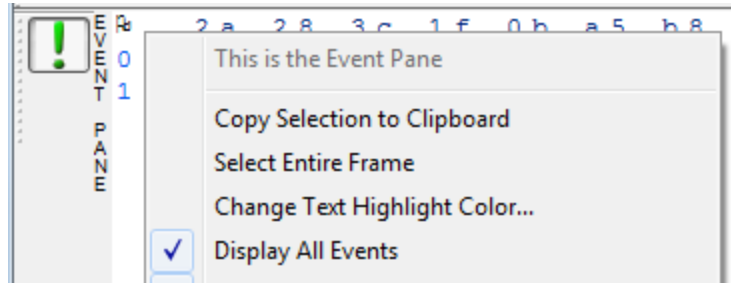 EVENT PANE
2a 28 3c 1f 0b a5 b8
0
1
This is the Event Pane
Copy Selection to Clipboard
Select Entire Frame
Change Text Highlight Color...
Display All Events